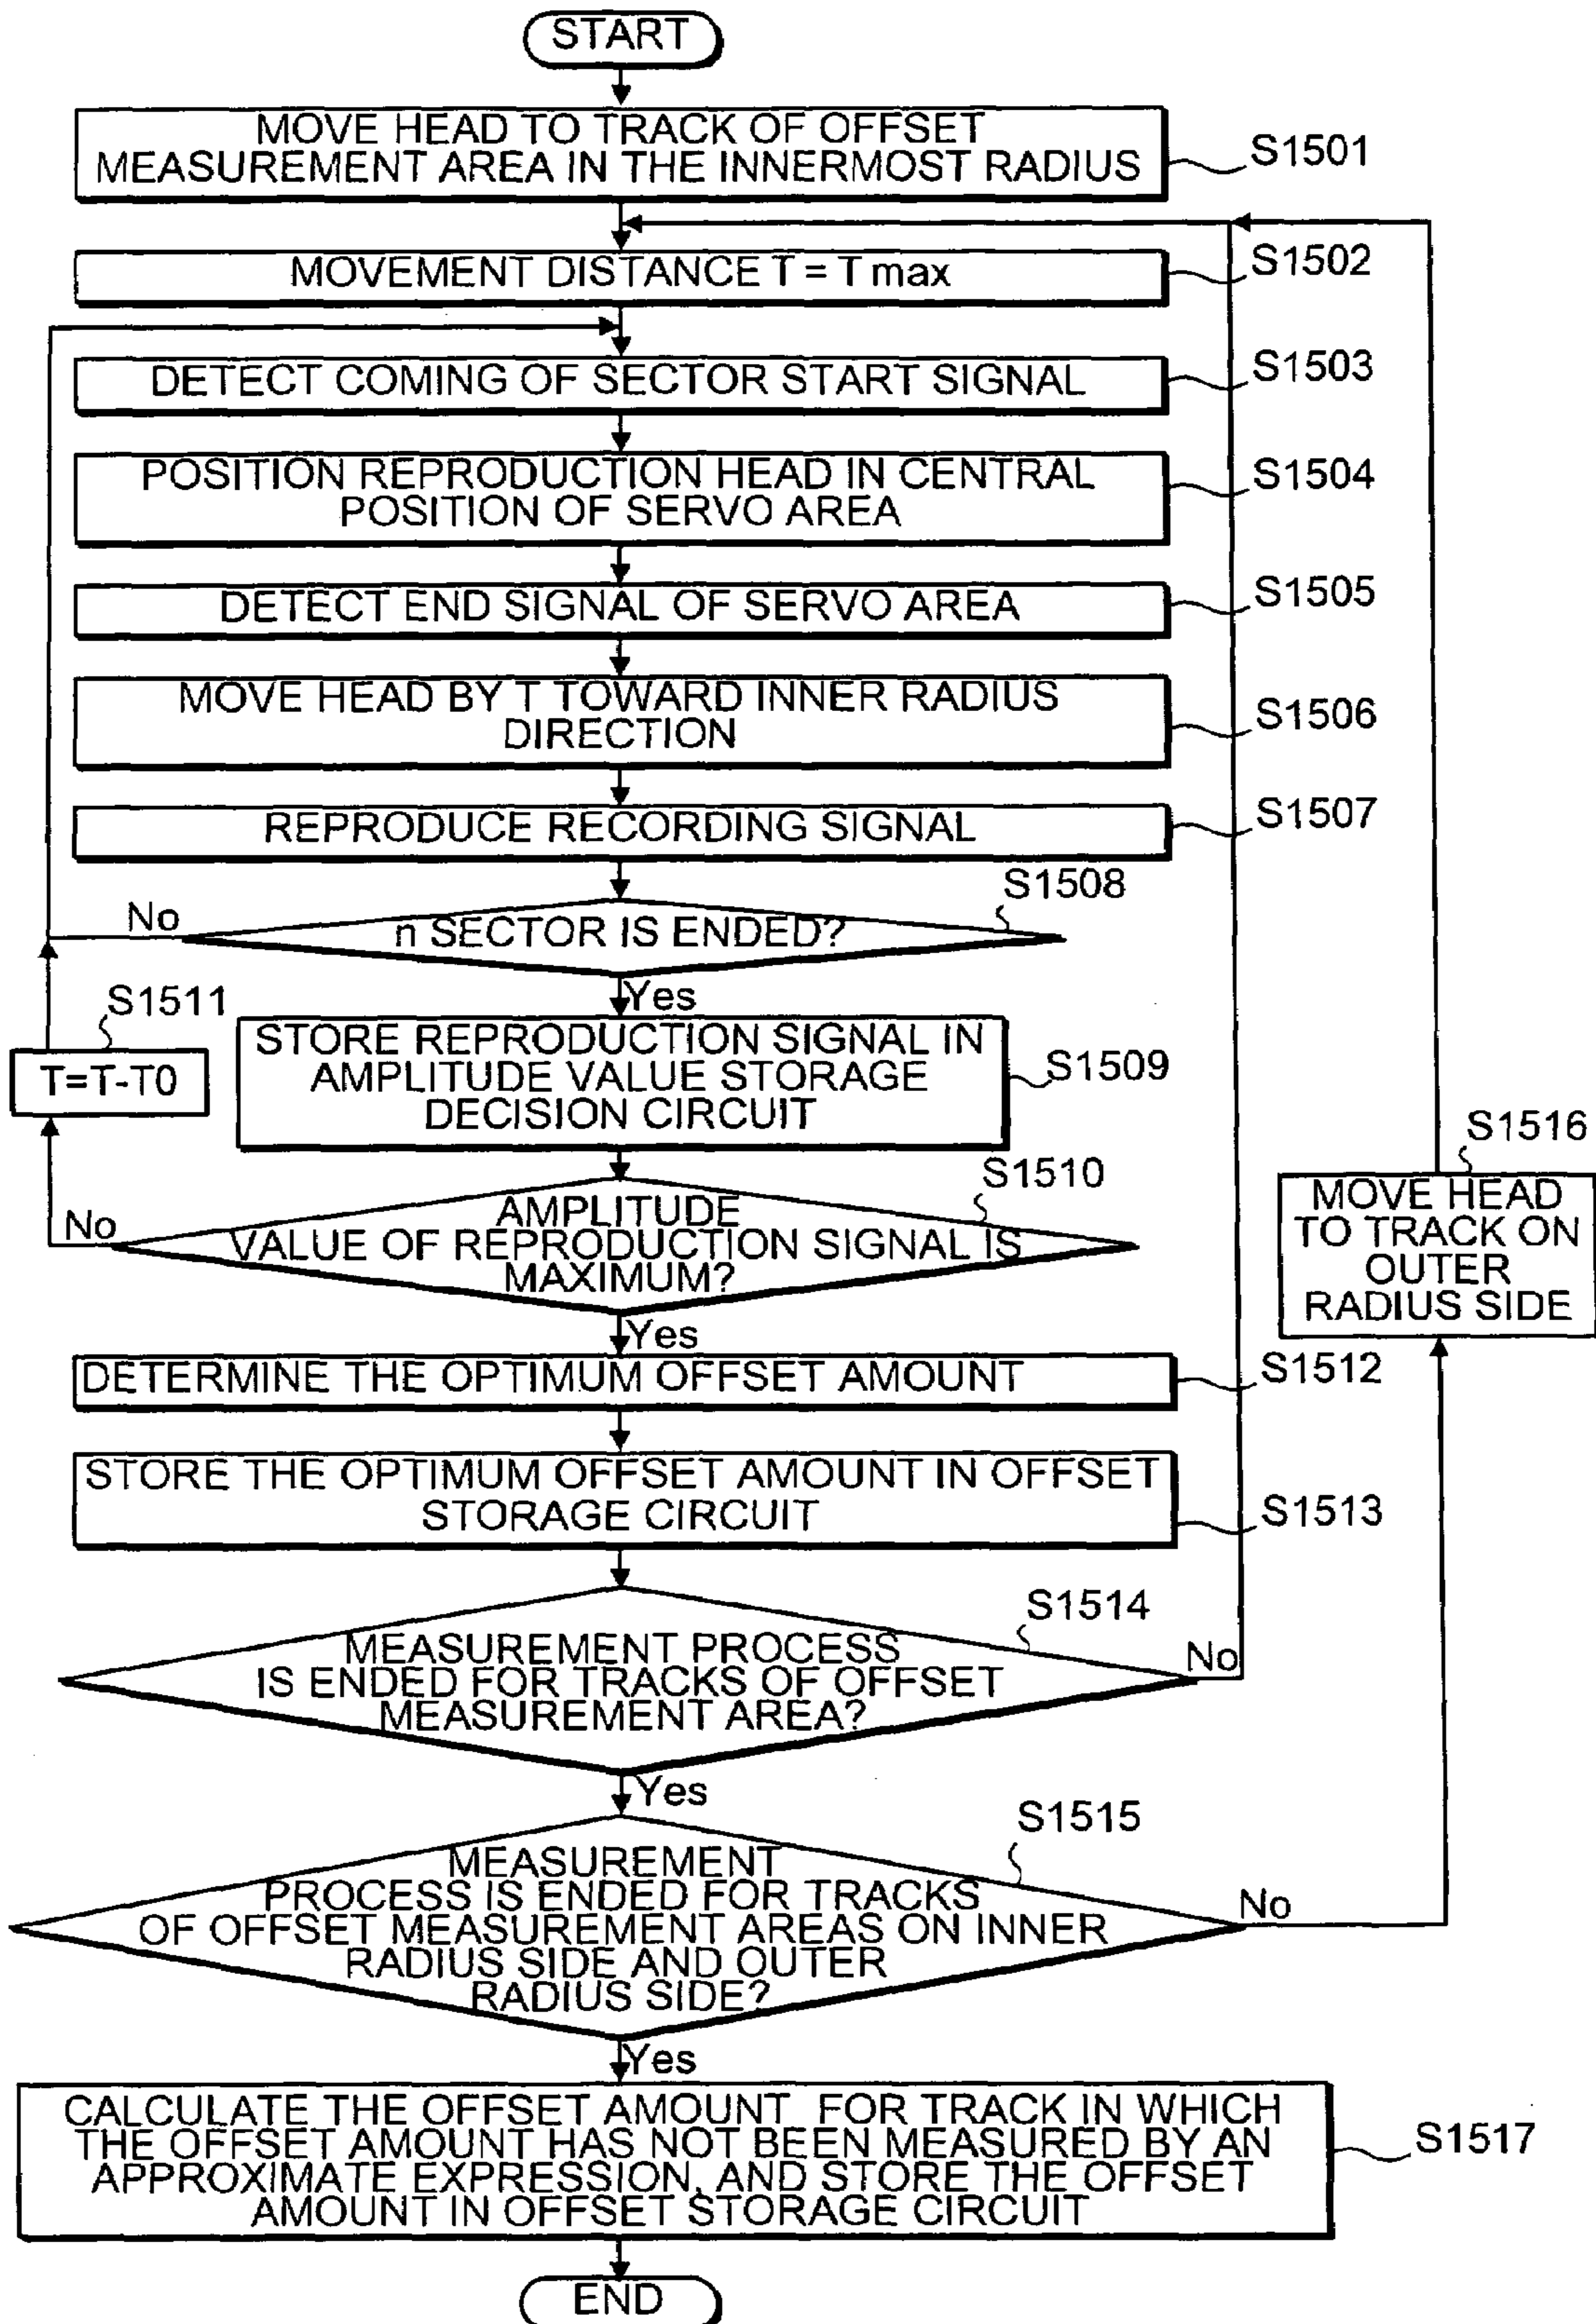 START
MOVE HEAD TO TRACK OF OFFSET
MEASUREMENT AREA IN THE INNERMOST RADIUS
S1501
MOVEMENT DISTANCE T = T max
S1502
DETECT COMING OF SECTOR START SIGNAL
S1503
POSITION REPRODUCTION HEAD IN CENTRAL
POSITION OF SERVO AREA
S1504
DETECT END SIGNAL OF SERVO AREA
S1505
MOVE HEAD BY T TOWARD INNER RADIUS
DIRECTION
S1506
REPRODUCE RECORDING SIGNAL
S1507
S1508
No
n SECTOR IS ENDED?
Yes
S1511
T=T-T0
STORE REPRODUCTION SIGNAL IN
AMPLITUDE VALUE STORAGE
DECISION CIRCUIT
S1509
S1510
No
AMPLITUDE
VALUE OF REPRODUCTION SIGNAL IS
MAXIMUM?
Yes
S1516
MOVE HEAD
TO TRACK ON
OUTER
RADIUS SIDE
DETERMINE THE OPTIMUM OFFSET AMOUNT
S1512
STORE THE OPTIMUM OFFSET AMOUNT IN OFFSET
STORAGE CIRCUIT
S1513
S1514
MEASUREMENT PROCESS
IS ENDED FOR TRACKS OF OFFSET
MEASUREMENT AREA?
No
Yes
S1515
MEASUREMENT
PROCESS IS ENDED FOR TRACKS
OF OFFSET MEASUREMENT AREAS ON INNER
RADIUS SIDE AND OUTER
RADIUS SIDE?
No
Yes
CALCULATE THE OFFSET AMOUNT FOR TRACK IN WHICH
THE OFFSET AMOUNT HAS NOT BEEN MEASURED BY AN
APPROXIMATE EXPRESSION, AND STORE THE OFFSET
AMOUNT IN OFFSET STORAGE CIRCUIT
S1517
END